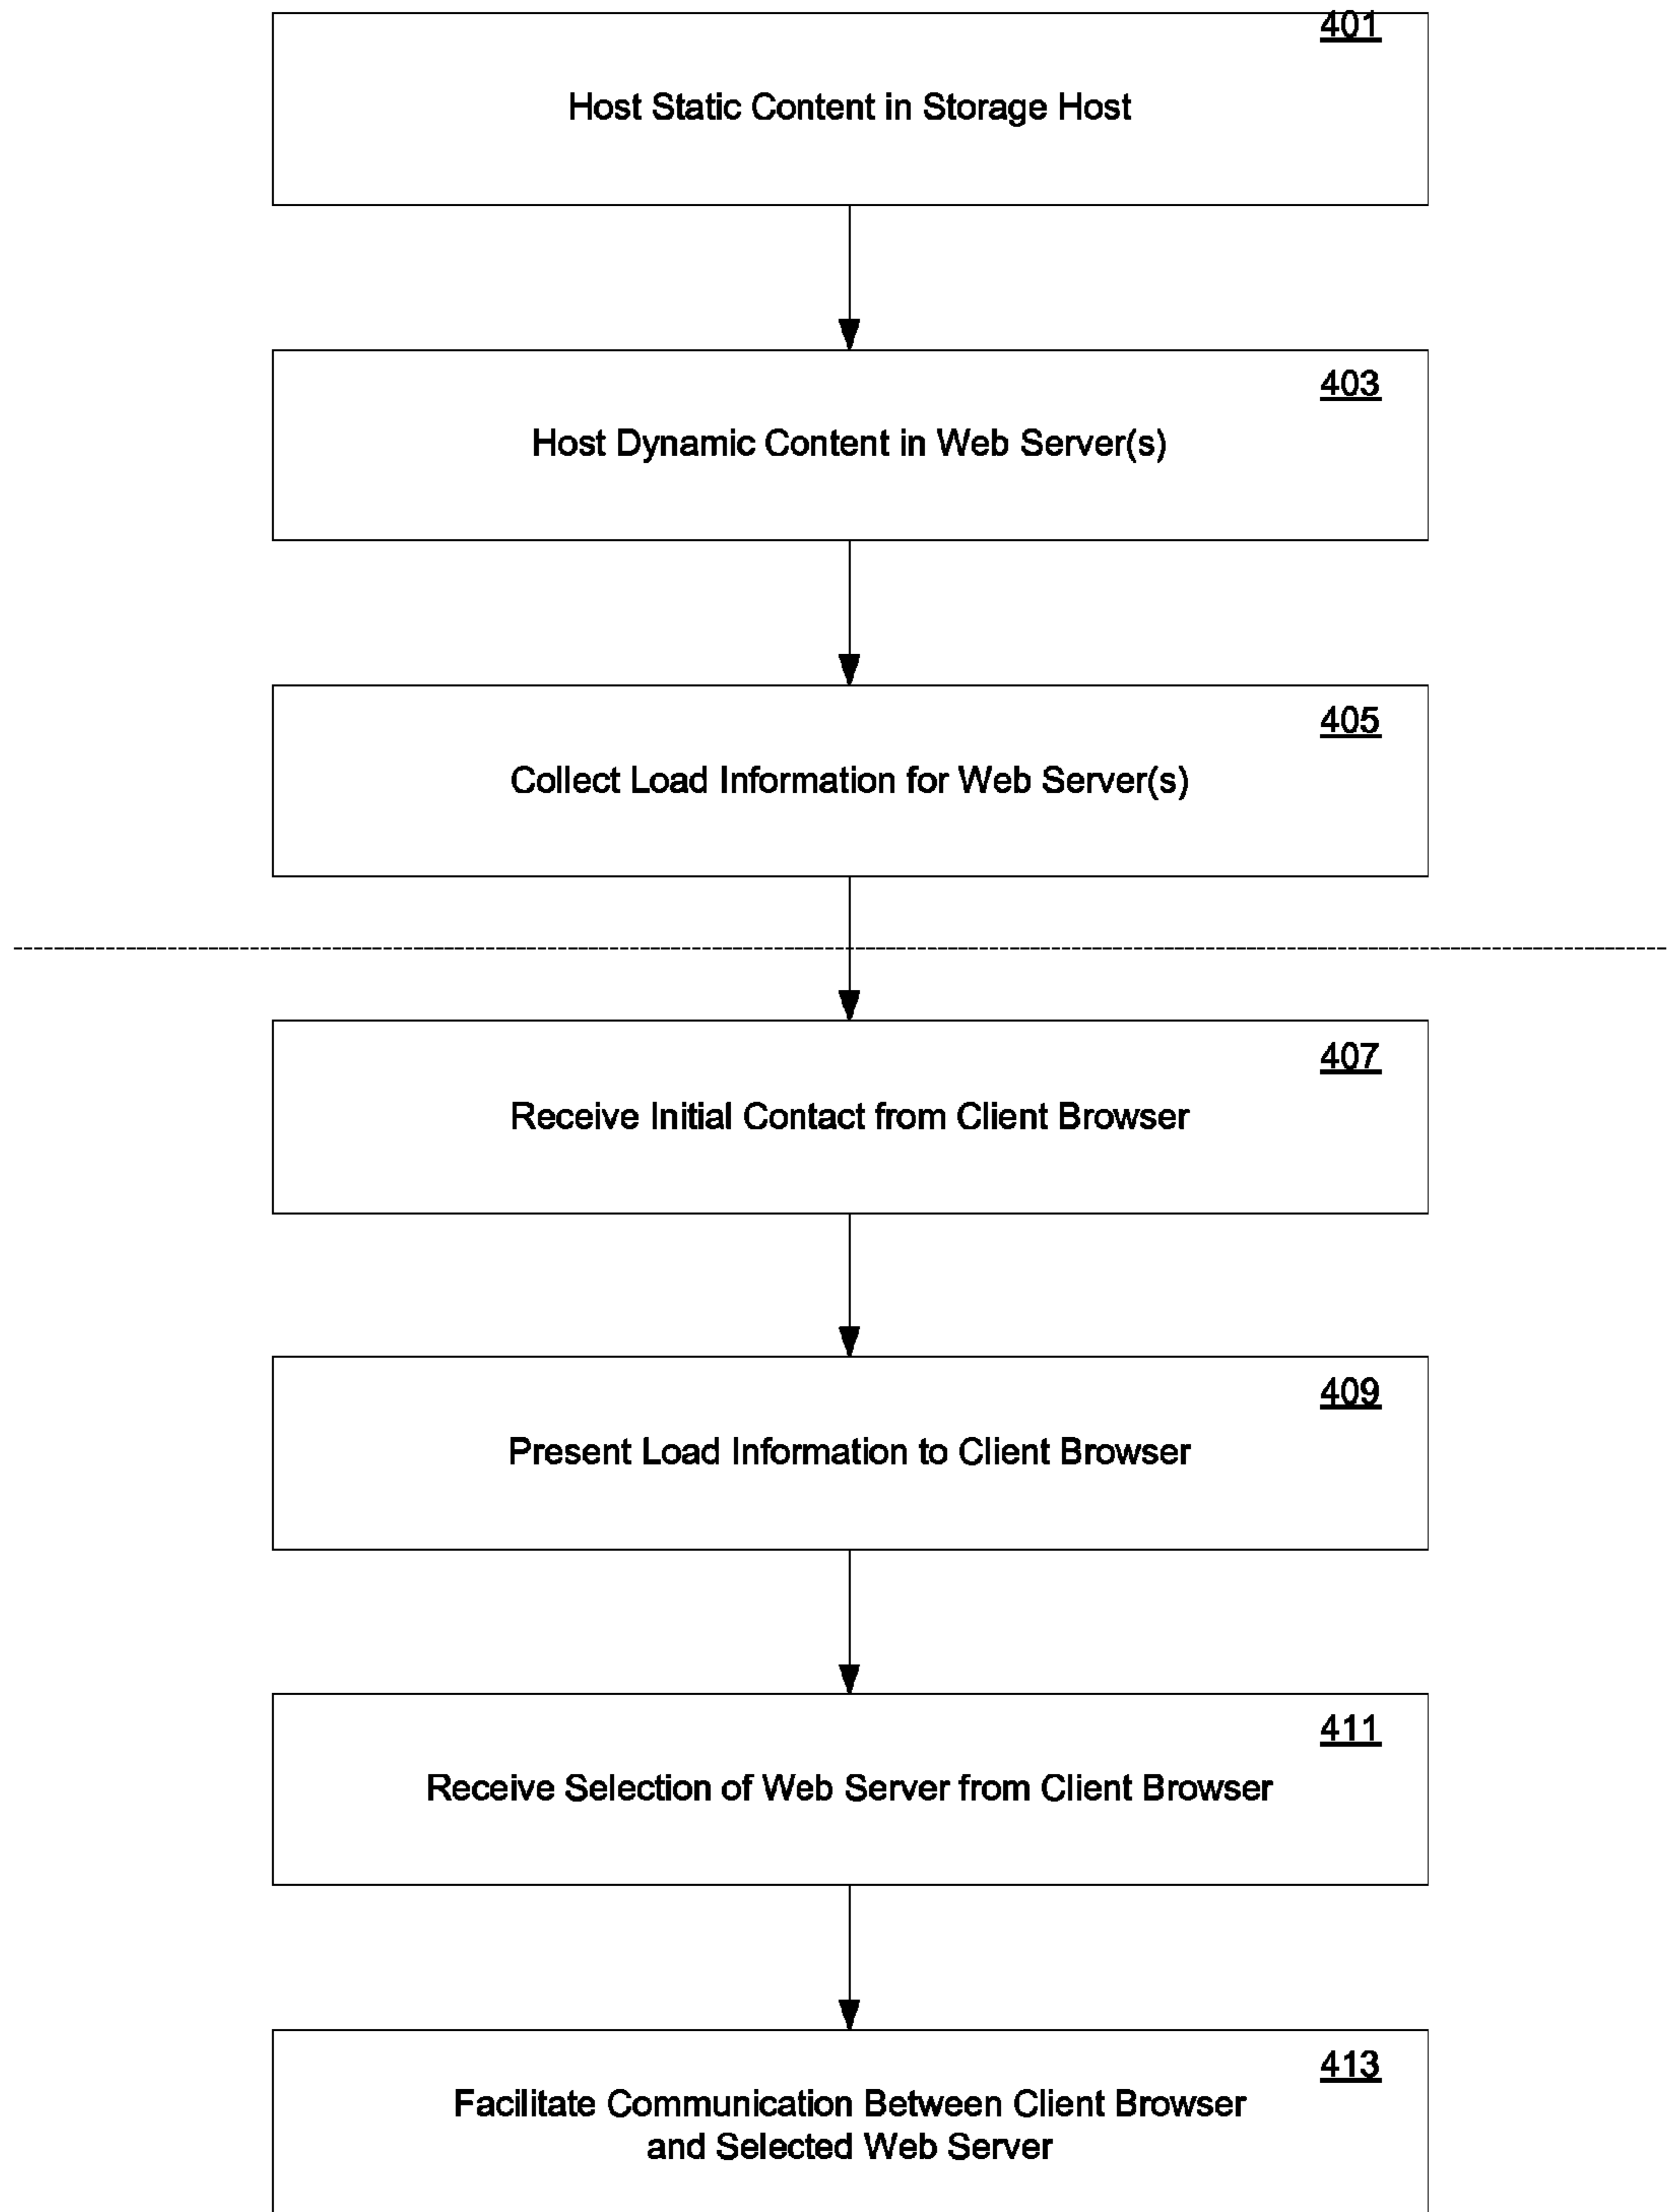 401
Host Static Content in Storage Host
403
Host Dynamic Content in Web Server(s)
405
Collect Load Information for Web Server(s)
407
Receive Initial Contact from Client Browser
409
Present Load Information to Client Browser
411
Receive Selection of Web Server from Client Browser
413
Facilitate Communication Between Client Browser
and Selected Web Server